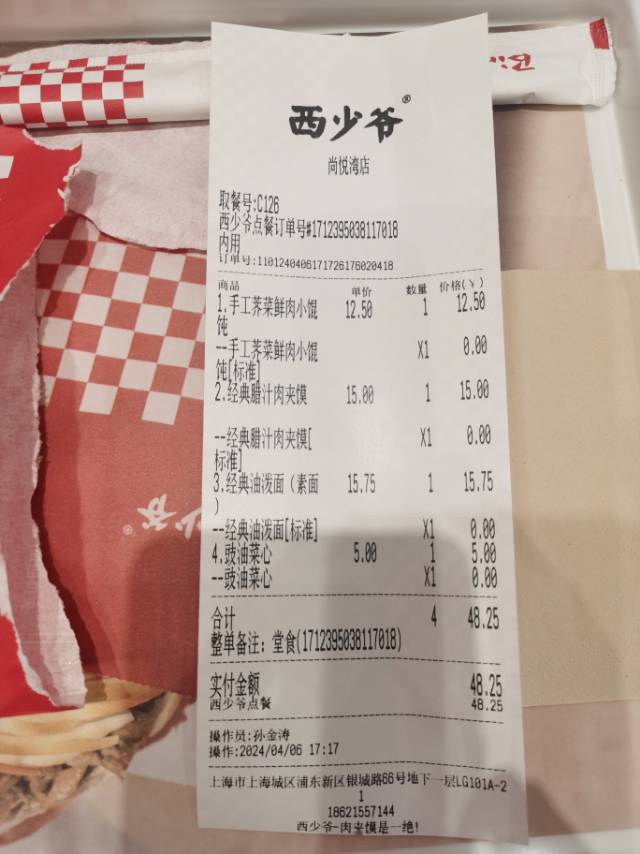 Bin
西少爷®
尚悦湾店
取餐号:C126
西少爷点餐订单号#1712395038117018
内用
订单号:110124040617172617602041​8
商品 单价 数量 价格(¥)
1.手工荠菜鲜肉小馄 12.50 1 12.50
饨
--手工荠菜鲜肉小馄 X1 0.00
饨[标准]
2.经典腊汁肉夹馍 15.00 1 15.00
--经典腊汁肉夹馍[ X1 0.00
标准]
3.经典油泼面（素面 15.75 1 15.75
）
--经典油泼面[标准] X1 0.00
4.豉油菜心 5.00 1 5.00
--豉油菜心 X1 0.00
合计 4 48.25
整单备注: 堂食(1712395038117018)
实付金额 48.25
西少爷点餐 48.25
操作员:孙金涛
操作:2024/04/06 17:17
上海市上海城区浦东新区银城路66号地下一层LG101A-2
1
18621557144
西少爷-肉夹馍是一绝!
少爷®